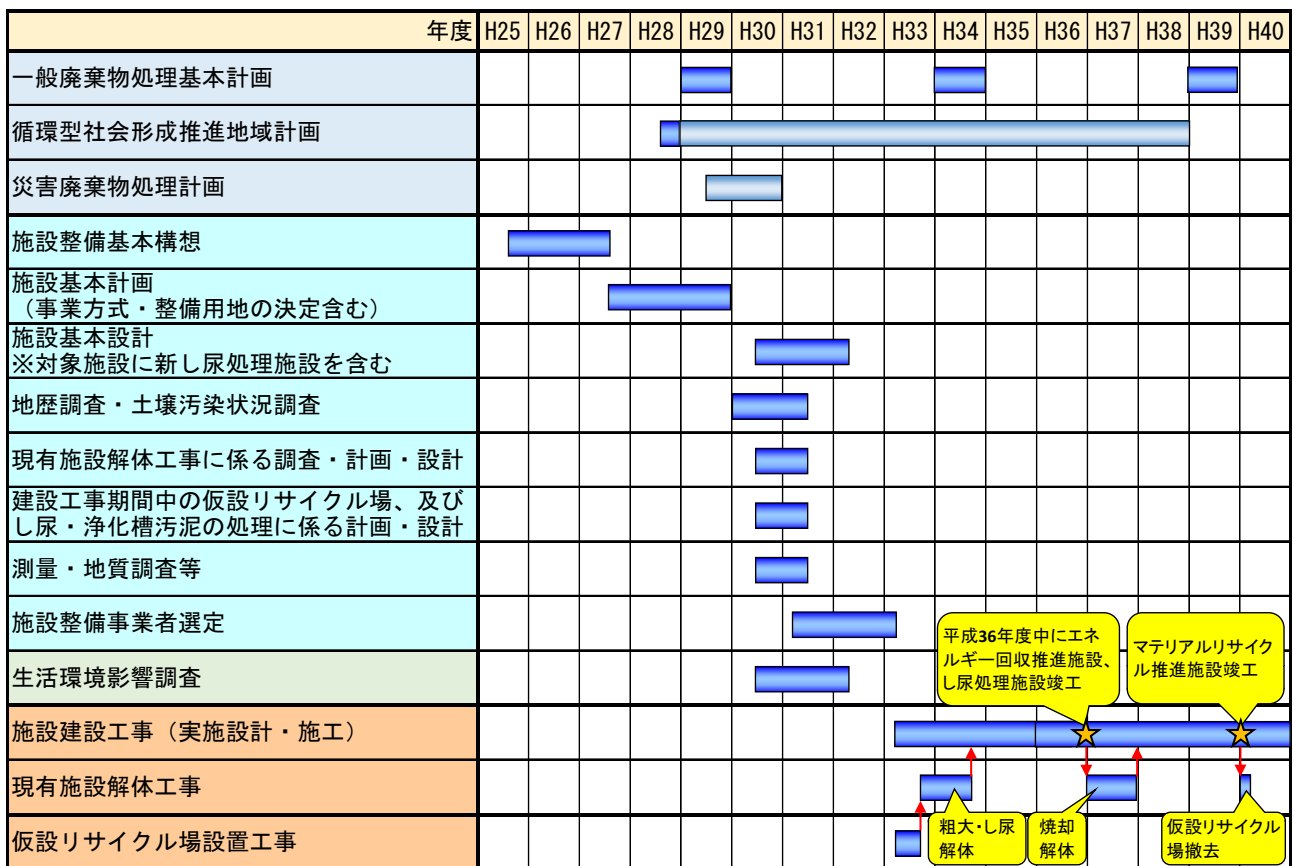 年度 H25 H26 H27 H28 H29 H30 H31 H32 H33 H34 H35 H36 H37 H38 H39 H40
一般廃棄物処理基本計画
循環型社会形成推進地域計画
災害廃棄物処理計画
施設整備基本構想
施設基本計画
（事業方式・整備用地の決定含む）
施設基本設計
※対象施設に新し尿処理施設を含む
地歴調査・土壌汚染状況調査
現有施設解体工事に係る調査・計画・設計
建設工事期間中の仮設リサイクル場、及び
し尿・浄化槽汚泥の処理に係る計画・設計
測量・地質調査等
施設整備事業者選定
平成36年度中にエネ
ルギー回収推進施設、
し尿処理施設竣工
マテリアルリサイク
ル推進施設竣工
生活環境影響調査
施設建設工事（実施設計・施工）
現有施設解体工事
粗大・し尿
解体
焼却
解体
仮設リサイクル
場撤去
仮設リサイクル場設置工事